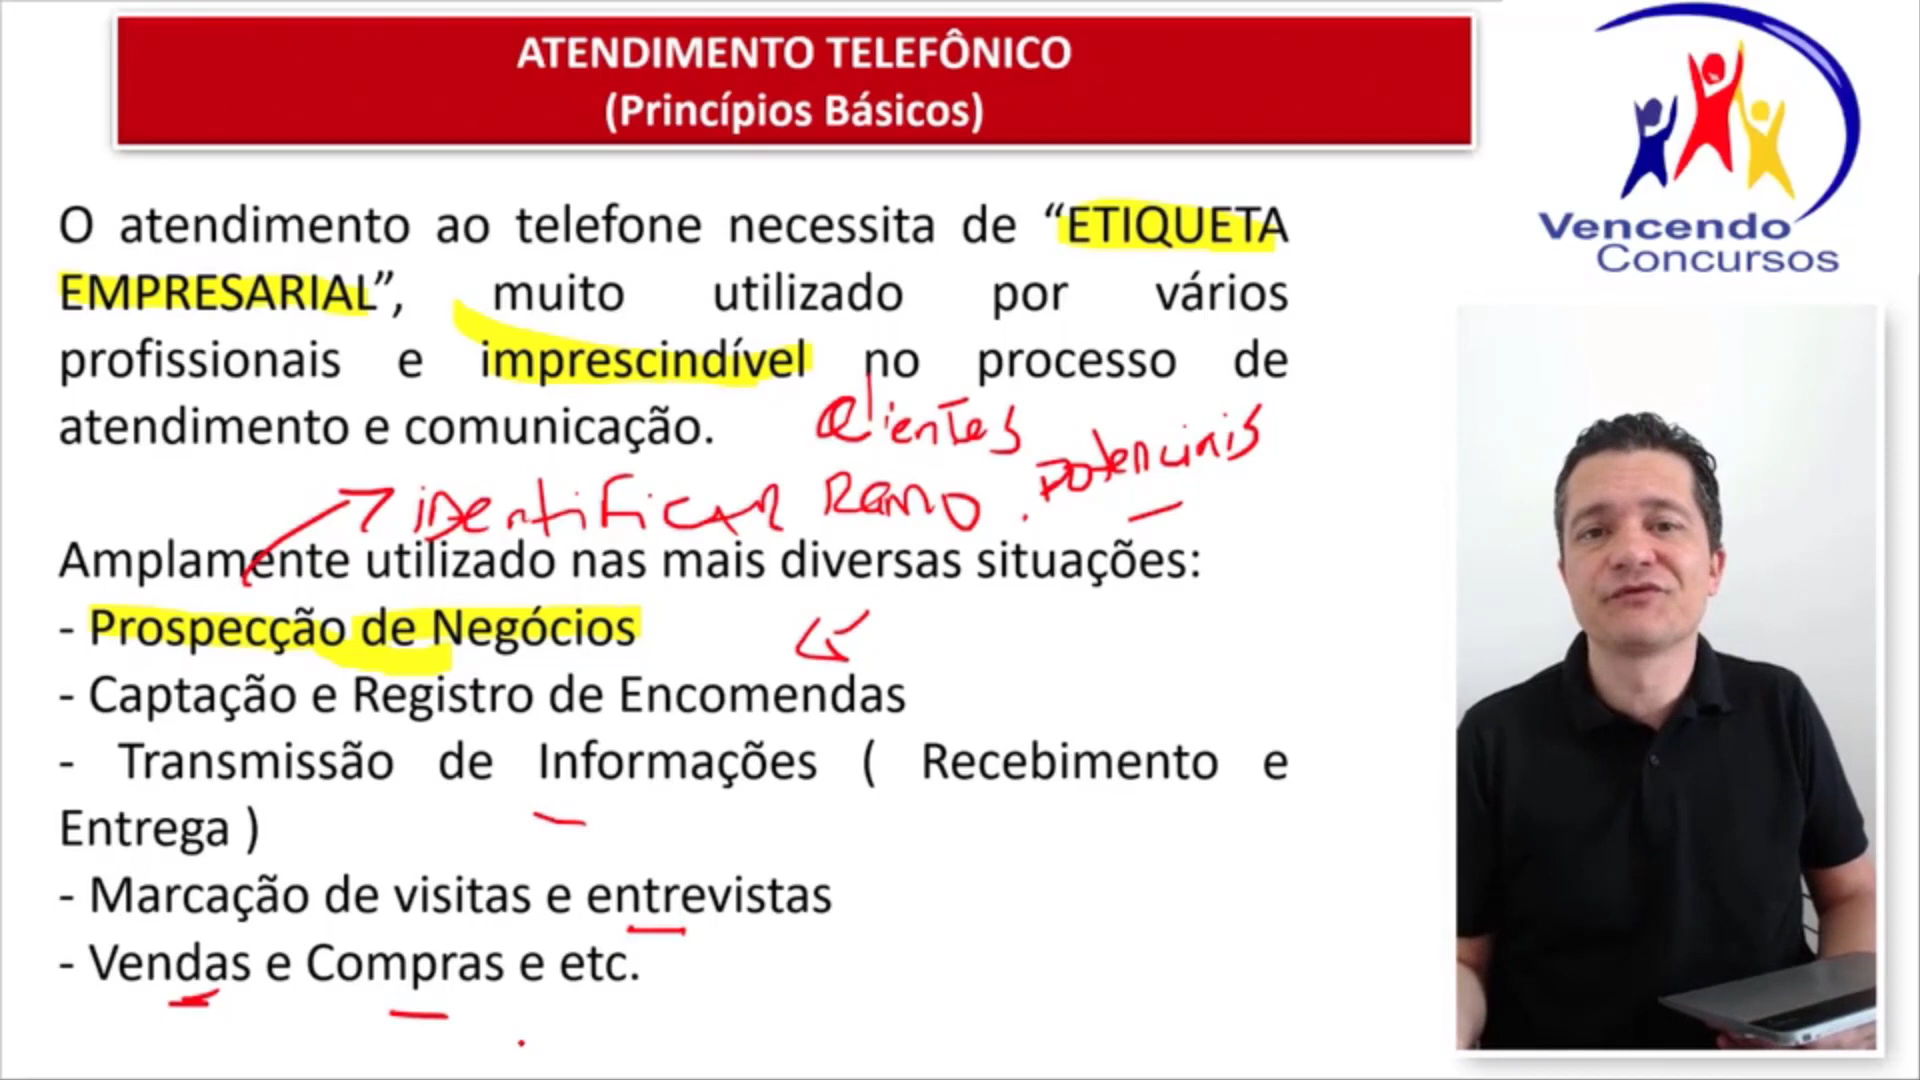 ATENDIMENTO TELEFÔNICO
(Princípios Básicos)
Vencendo
Concursos
O atendimento ao telefone necessita de “ETIQUETA
EMPRESARIAL”, muito utilizado por vários
profissionais e imprescindível no processo de
atendimento e comunicação.
clientes
potenciais
identificar Ramo
Amplamente utilizado nas mais diversas situações:
- Prospecção de Negócios
- Captação e Registro de Encomendas
- Transmissão de Informações ( Recebimento e
Entrega )
- Marcação de visitas e entrevistas
- Vendas e Compras e etc.